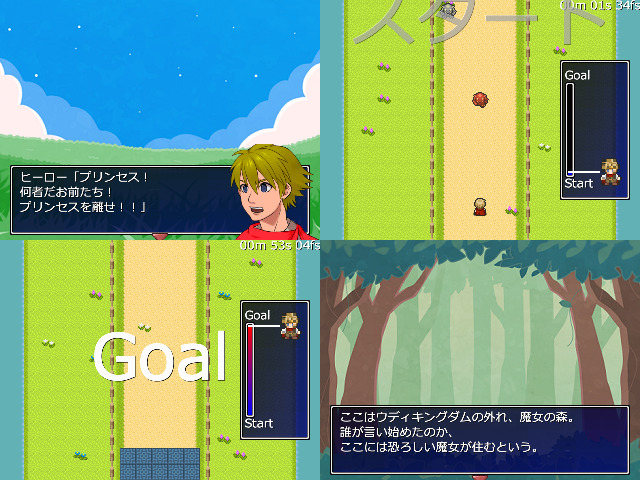 ヒーロー「プリンセス！
何者だお前たち！
プリンセスを離せ！！」
スタート
00m 01s 34fs
Goal
Start
00m 53s 04fs
Goal
Goal
Start
ここはウディキングダムの外れ、魔女の森。
誰が言い始めたのか、
ここには恐ろしい魔女が住むという。